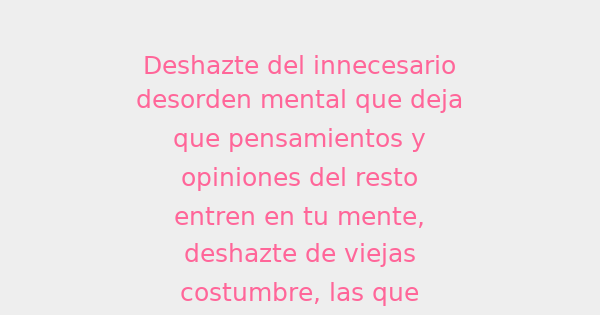 Deshazte del innecesario
desorden mental que deja
que pensamientos y
opiniones del resto
entren en tu mente,
deshazte de viejas
costumbre, las que